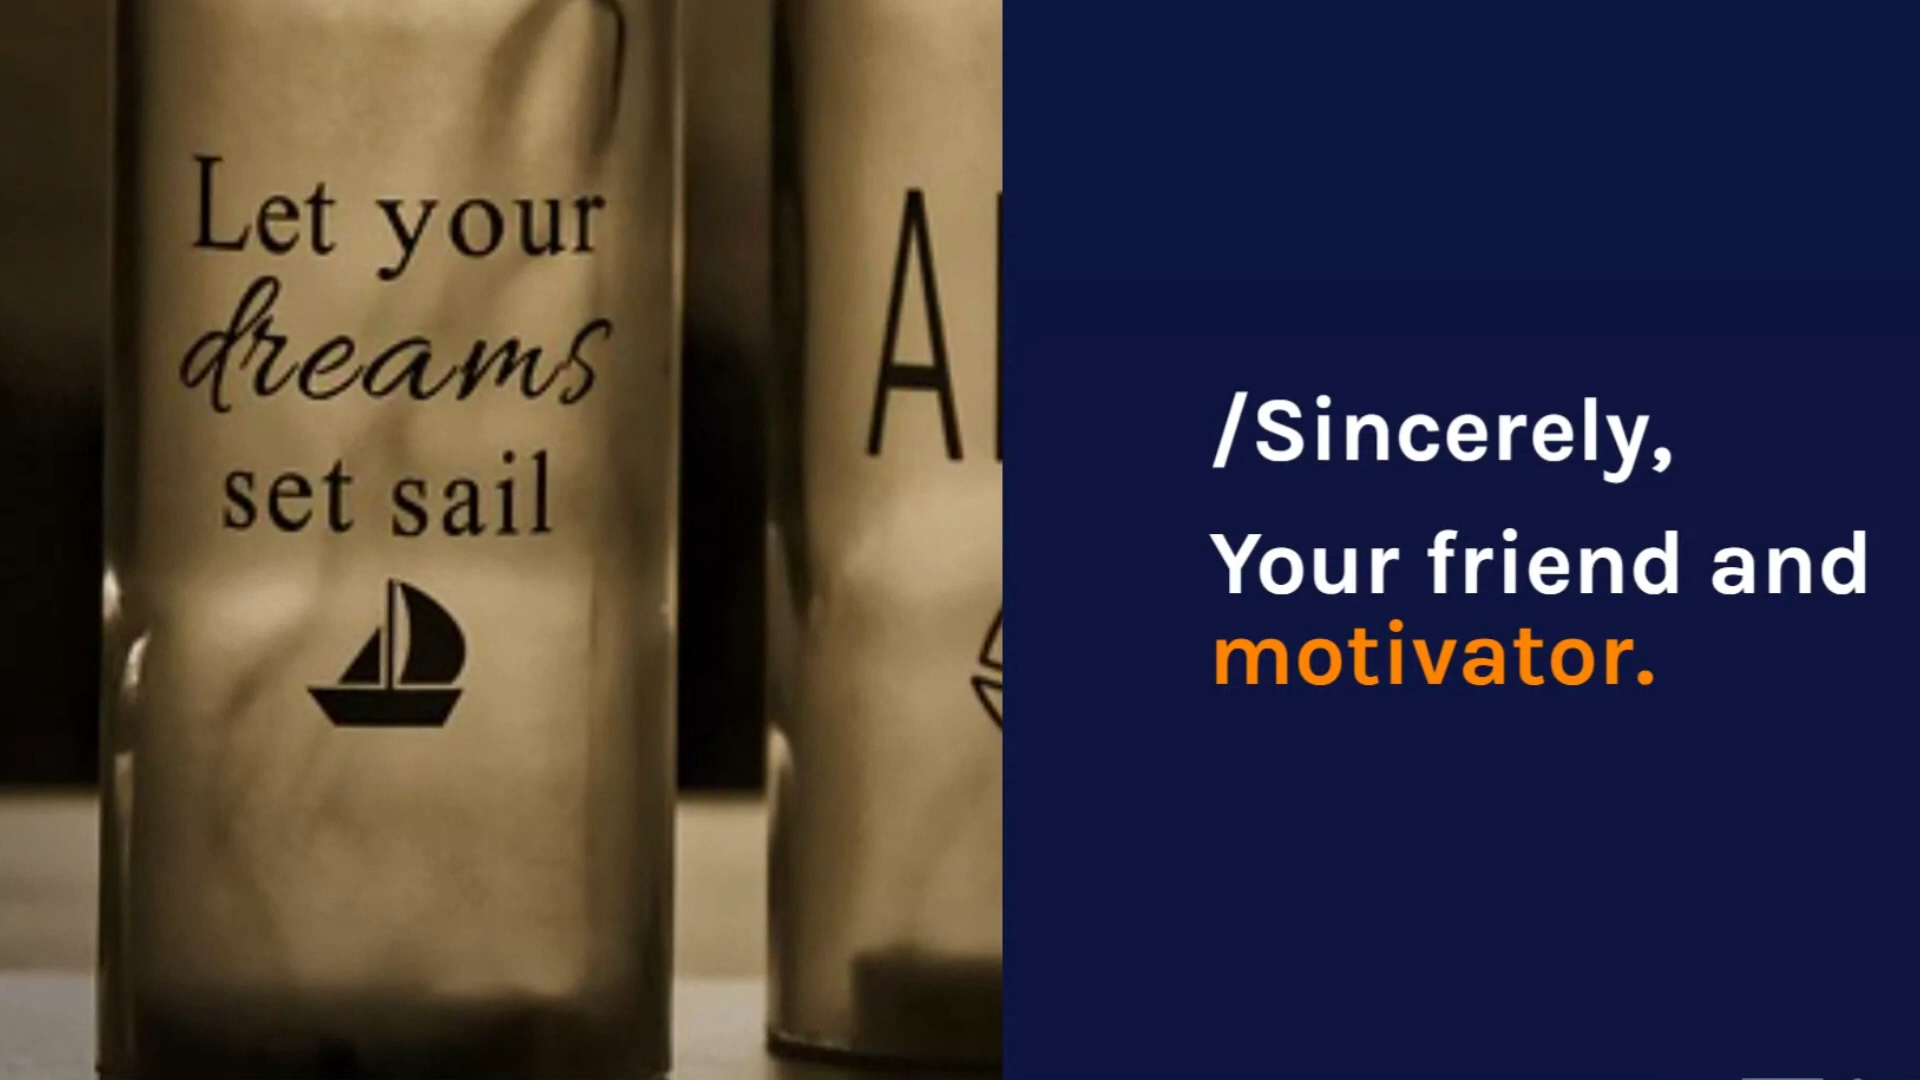 Let your
dreams
set sail
A
/Sincerely,
Your friend and
motivator.